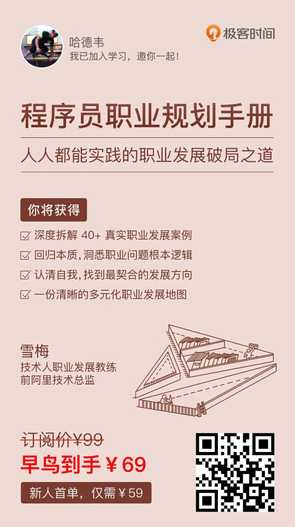 哈德韦
我已加入学习，邀你一起！
极客时间
程序员职业规划手册
人人都能实践的职业发展破局之道
你将获得
深度拆解 40+ 真实职业发展案例
回归本质，洞悉职业问题根本逻辑
认清自我，找到最契合的发展方向
一份清晰的多元化职业发展地图
雪梅
技术人职业发展教练
前阿里技术总监
订阅价¥99
早鸟到手¥69
新人首单，仅需¥59